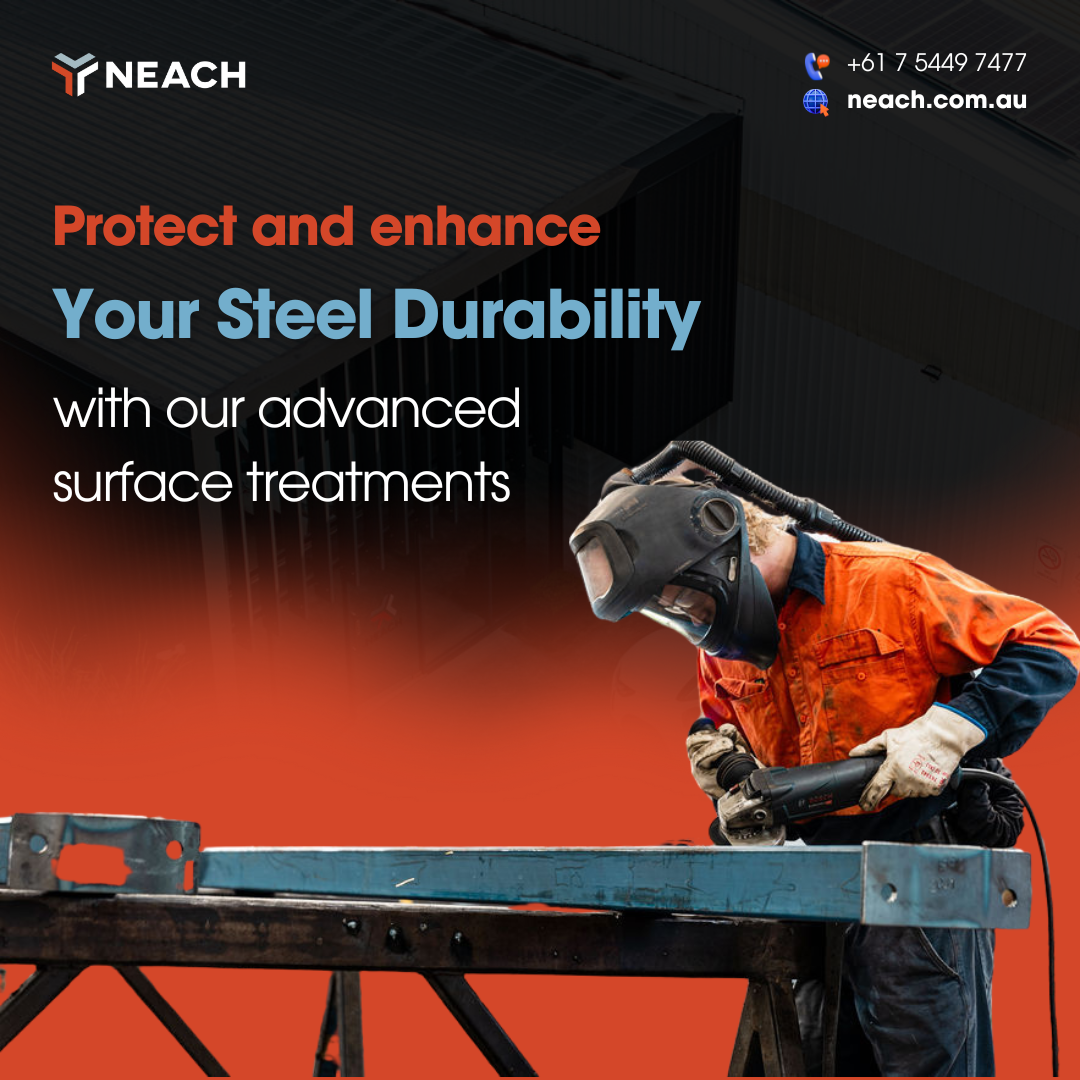 NEACH
+61 7 5449 7477
neach.com.au
Protect and enhance
Your Steel Durability
with our advanced
surface treatments
BOSCH